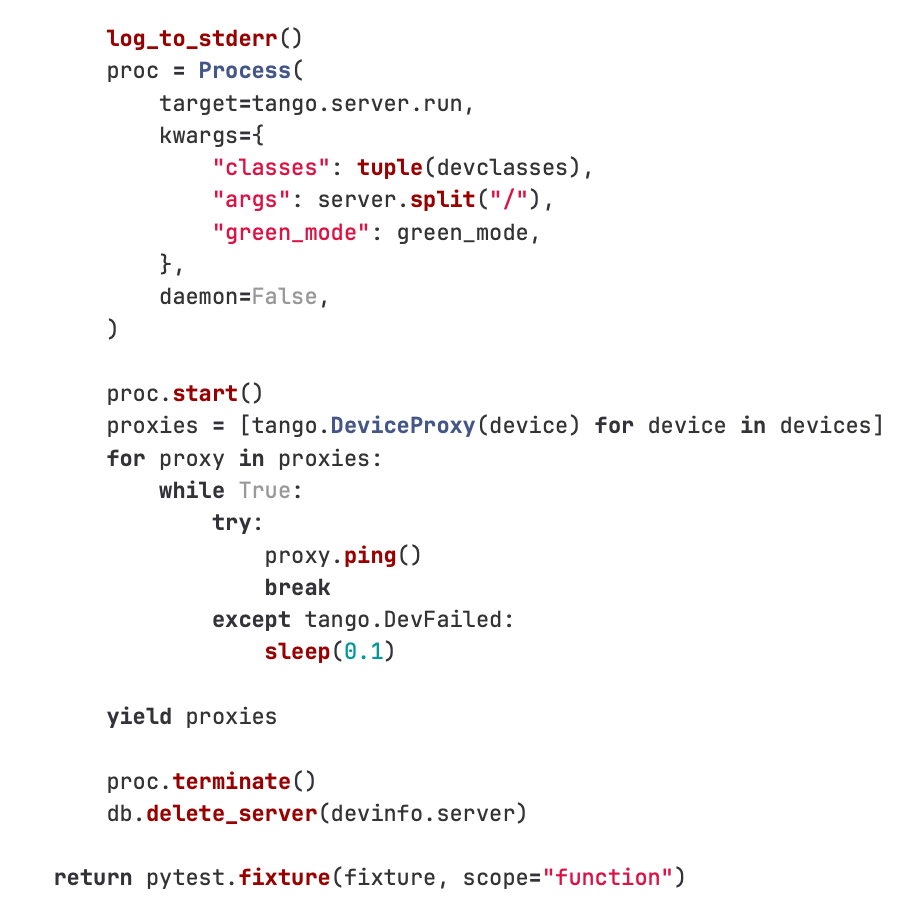 log_to_stderr()
proc = Process(
target=tango.server.run,
kwargs={
"classes": tuple(devclasses),
"args": server.split("/"),
"green_mode": green_mode,
},
daemon=False,
)
proc.start()
proxies = [tango.DeviceProxy(device) for device in devices]
for proxy in proxies:
while True:
try:
proxy.ping()
break
except tango.DevFailed:
sleep(0.1)
yield proxies
proc.terminate()
db.delete_server(devinfo.server)
return pytest.fixture(fixture, scope="function")